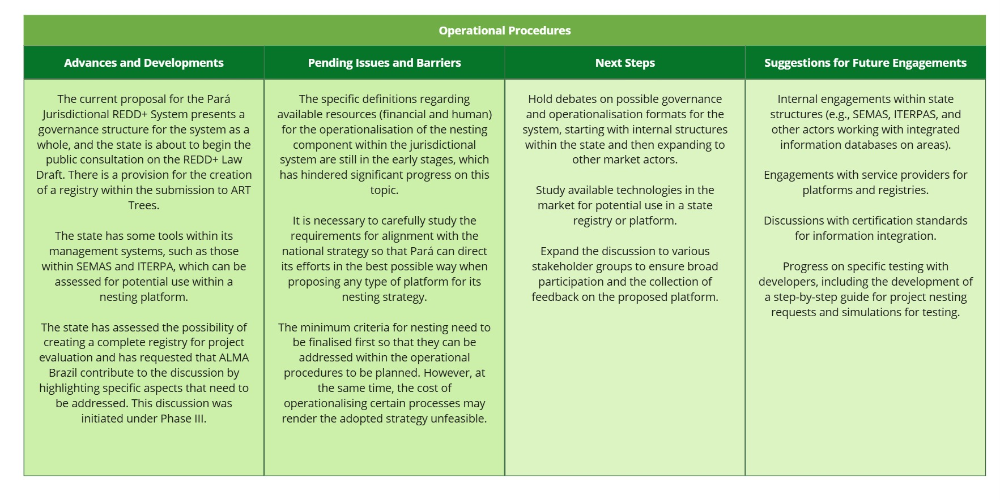 Operational Procedures
Advances and Developments
Pending Issues and Barriers
Next Steps
Suggestions for Future Engagements
The current proposal for the Pará
Jurisdictional REDD+ System presents a
governance structure for the system as a
whole, and the state is about to begin the
public consultation on the REDD+ Law
Draft. There is a provision for the creation
of a registry within the submission to ART
Trees.
The state has some tools within its
management systems, such as those
within SEMAS and ITERPA, which can be
assessed for potential use within a
nesting platform.
The state has assessed the possibility of
creating a complete registry for project
evaluation and has requested that ALMA
Brazil contribute to the discussion by
highlighting specific aspects that need to
be addressed. This discussion was
initiated under Phase III.
The specific definitions regarding
available resources (financial and human)
for the operationalisation of the nesting
component within the jurisdictional
system are still in the early stages, which
has hindered significant progress on this
topic.
It is necessary to carefully study the
requirements for alignment with the
national strategy so that Pará can direct
its efforts in the best possible way when
proposing any type of platform for its
nesting strategy.
The minimum criteria for nesting need to
be finalised first so that they can be
addressed within the operational
procedures to be planned. However, at
the same time, the cost of
operationalising certain processes may
render the adopted strategy unfeasible.
Hold debates on possible governance
and operationalisation formats for the
system, starting with internal structures
within the state and then expanding to
other market actors.
Study available technologies in the
market for potential use in a state
registry or platform.
Expand the discussion to various
stakeholder groups to ensure broad
participation and the collection of
feedback on the proposed platform.
Internal engagements within state
structures (e.g., SEMAS, ITERPAS, and
other actors working with integrated
information databases on areas).
Engagements with service providers for
platforms and registries.
Discussions with certification standards
for information integration.
Progress on specific testing with
developers, including the development of
a step-by-step guide for project nesting
requests and simulations for testing.